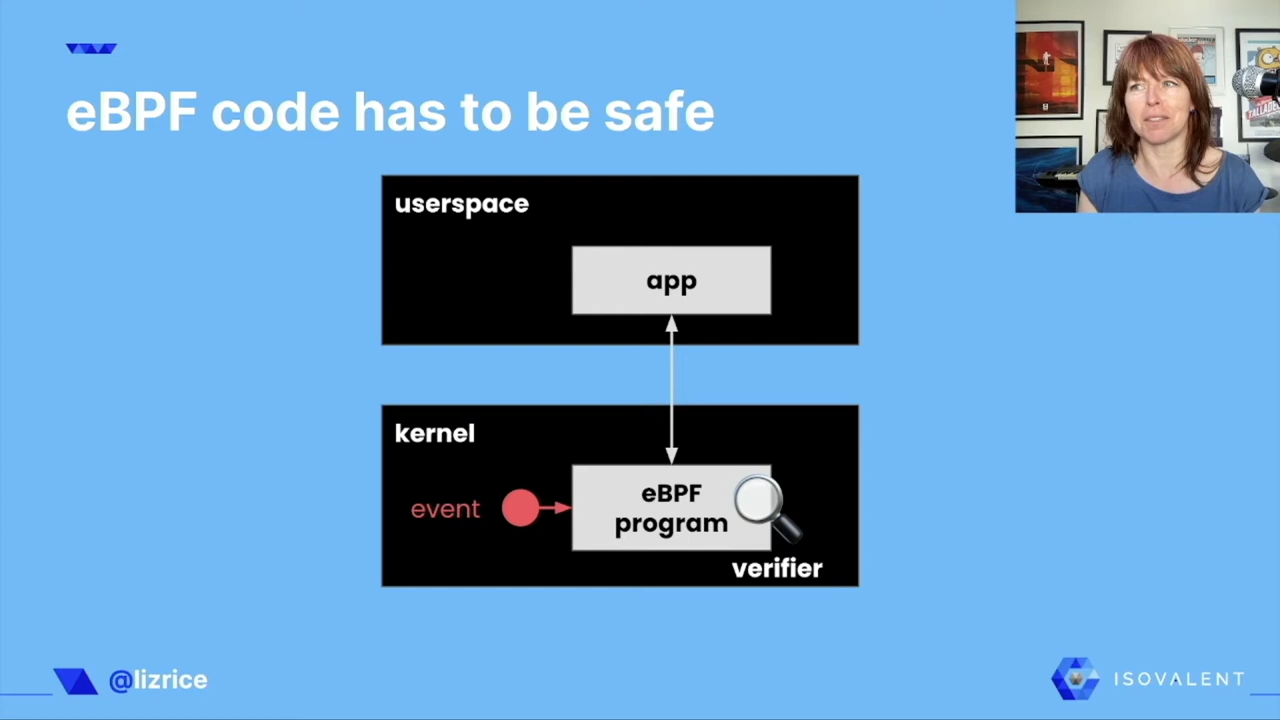 eBPF code has to be safe
userspace
app
kernel
event
eBPF
program
verifier
@lizrice
ISOVALENT